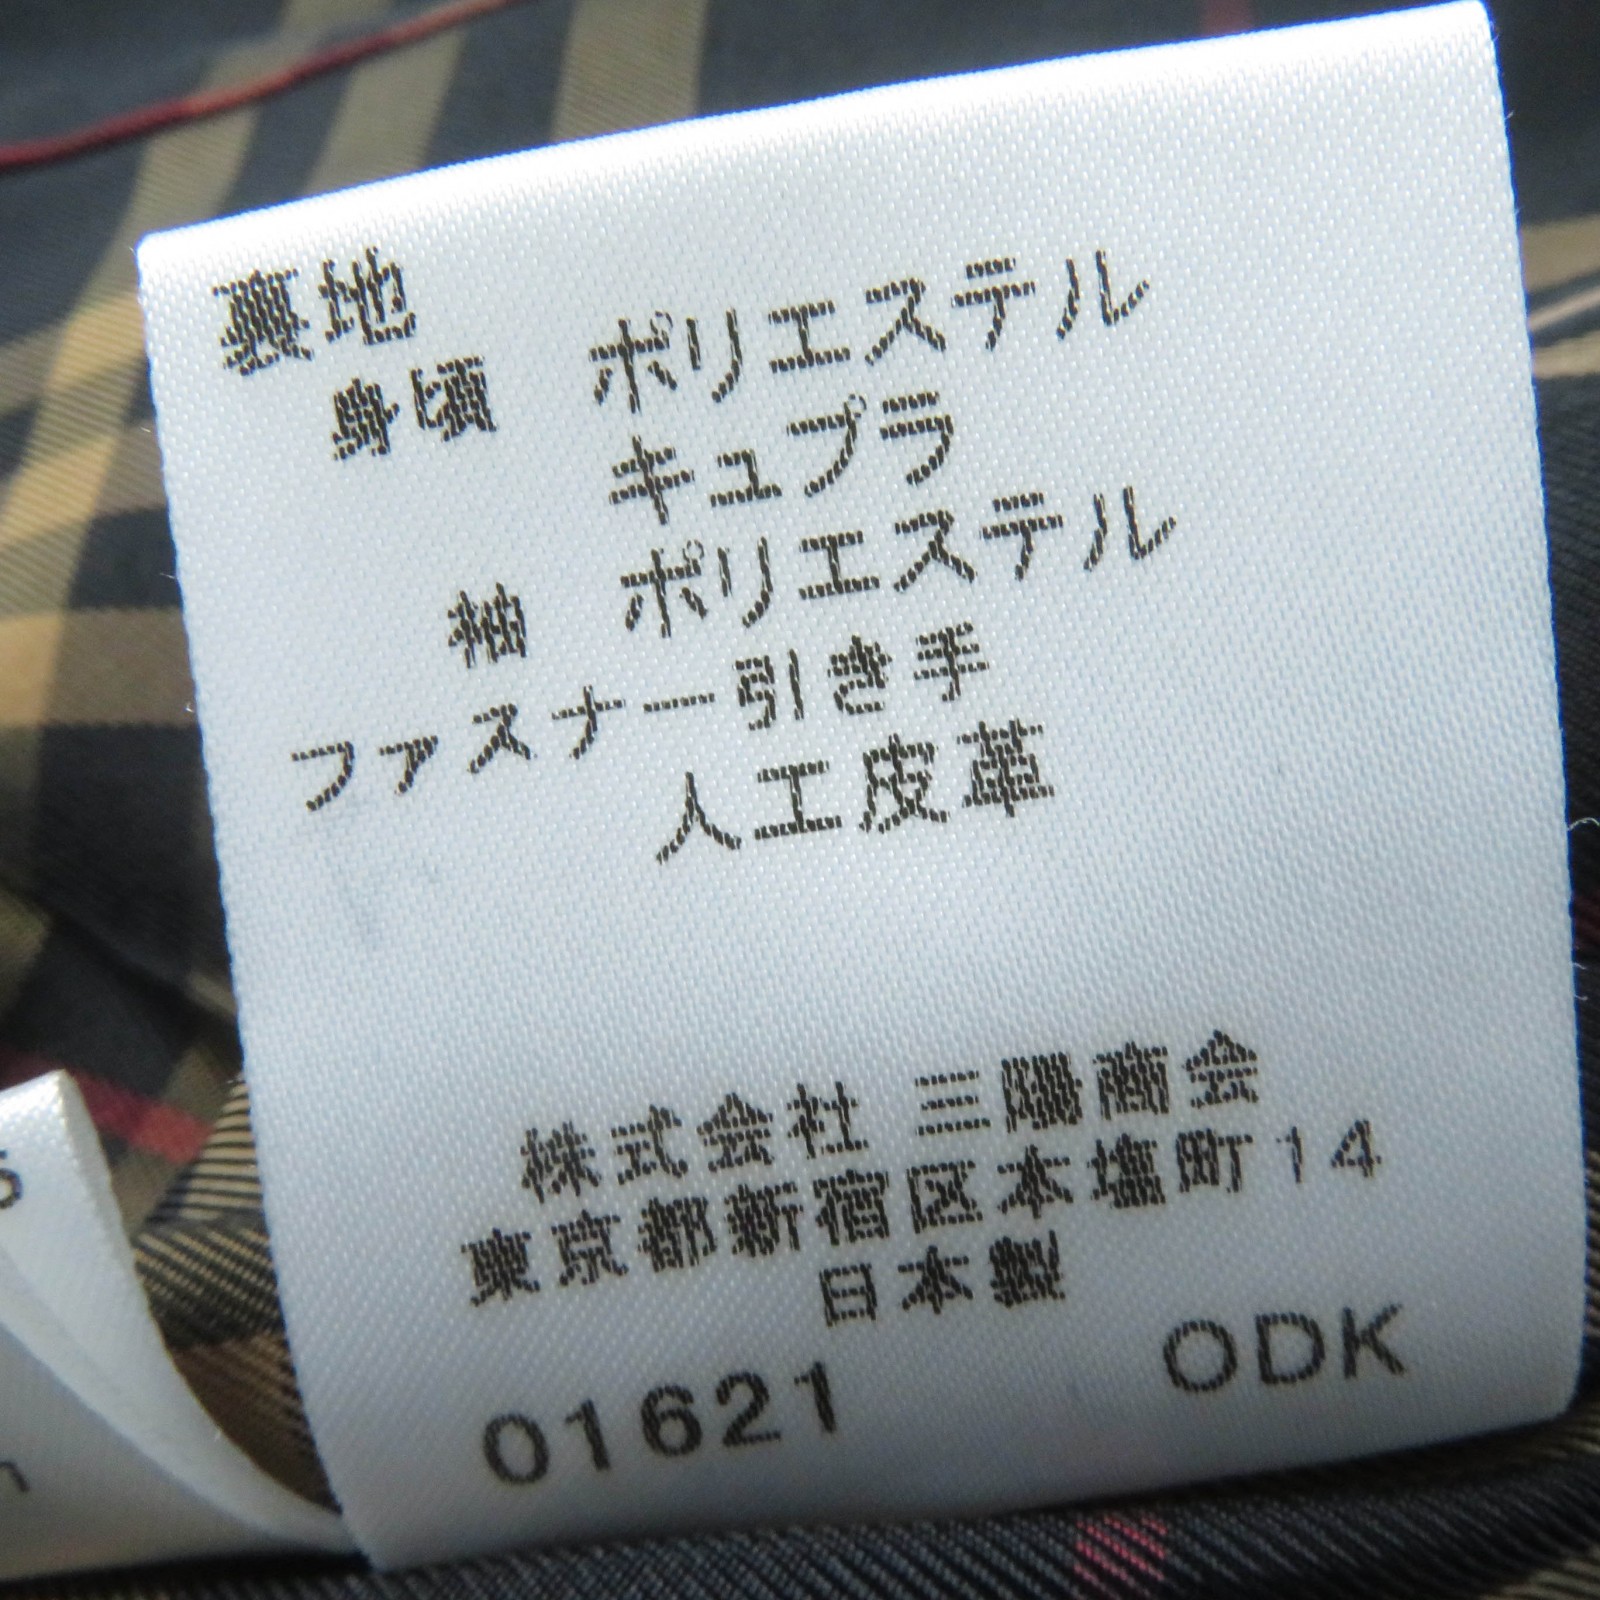 裏地
身頃 ポリエステル
キュプラ
袖 ポリエステル
ファスナー引き手
人工皮革
株式会社 三陽商会
東京都新宿区本塩町14
日本製
01621 ODK